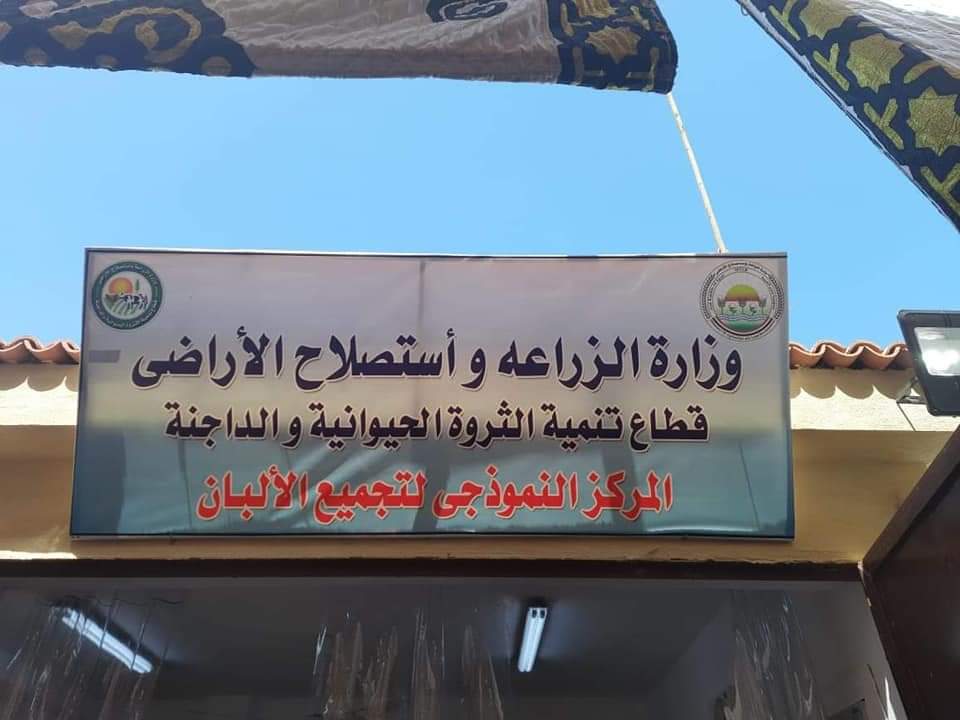 وزارة الزراعه و أستصلاح الأراضى
قطاع تنمية الثروة الحيوانية و الداجنة
المركز النموذجى لتجميع الألبان